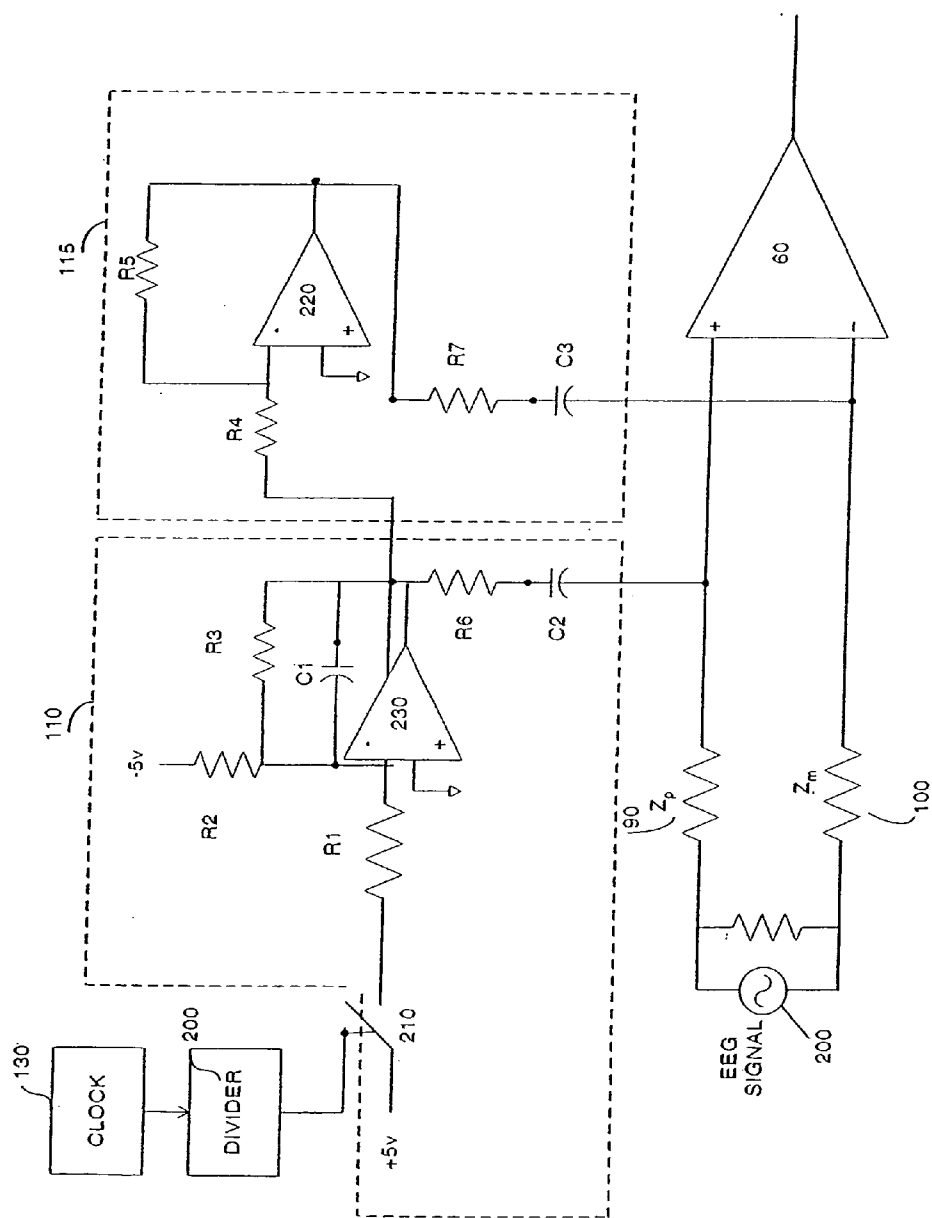 130
CLOCK
200
DIVIDER
+5v
210
110
-5v
R2
R3
C1
R1
-
230
+
R6
C2
115
R5
R4
-
220
+
R7
C3
EEG
SIGNAL
200
90
Zp
Zm
100
+
60
-